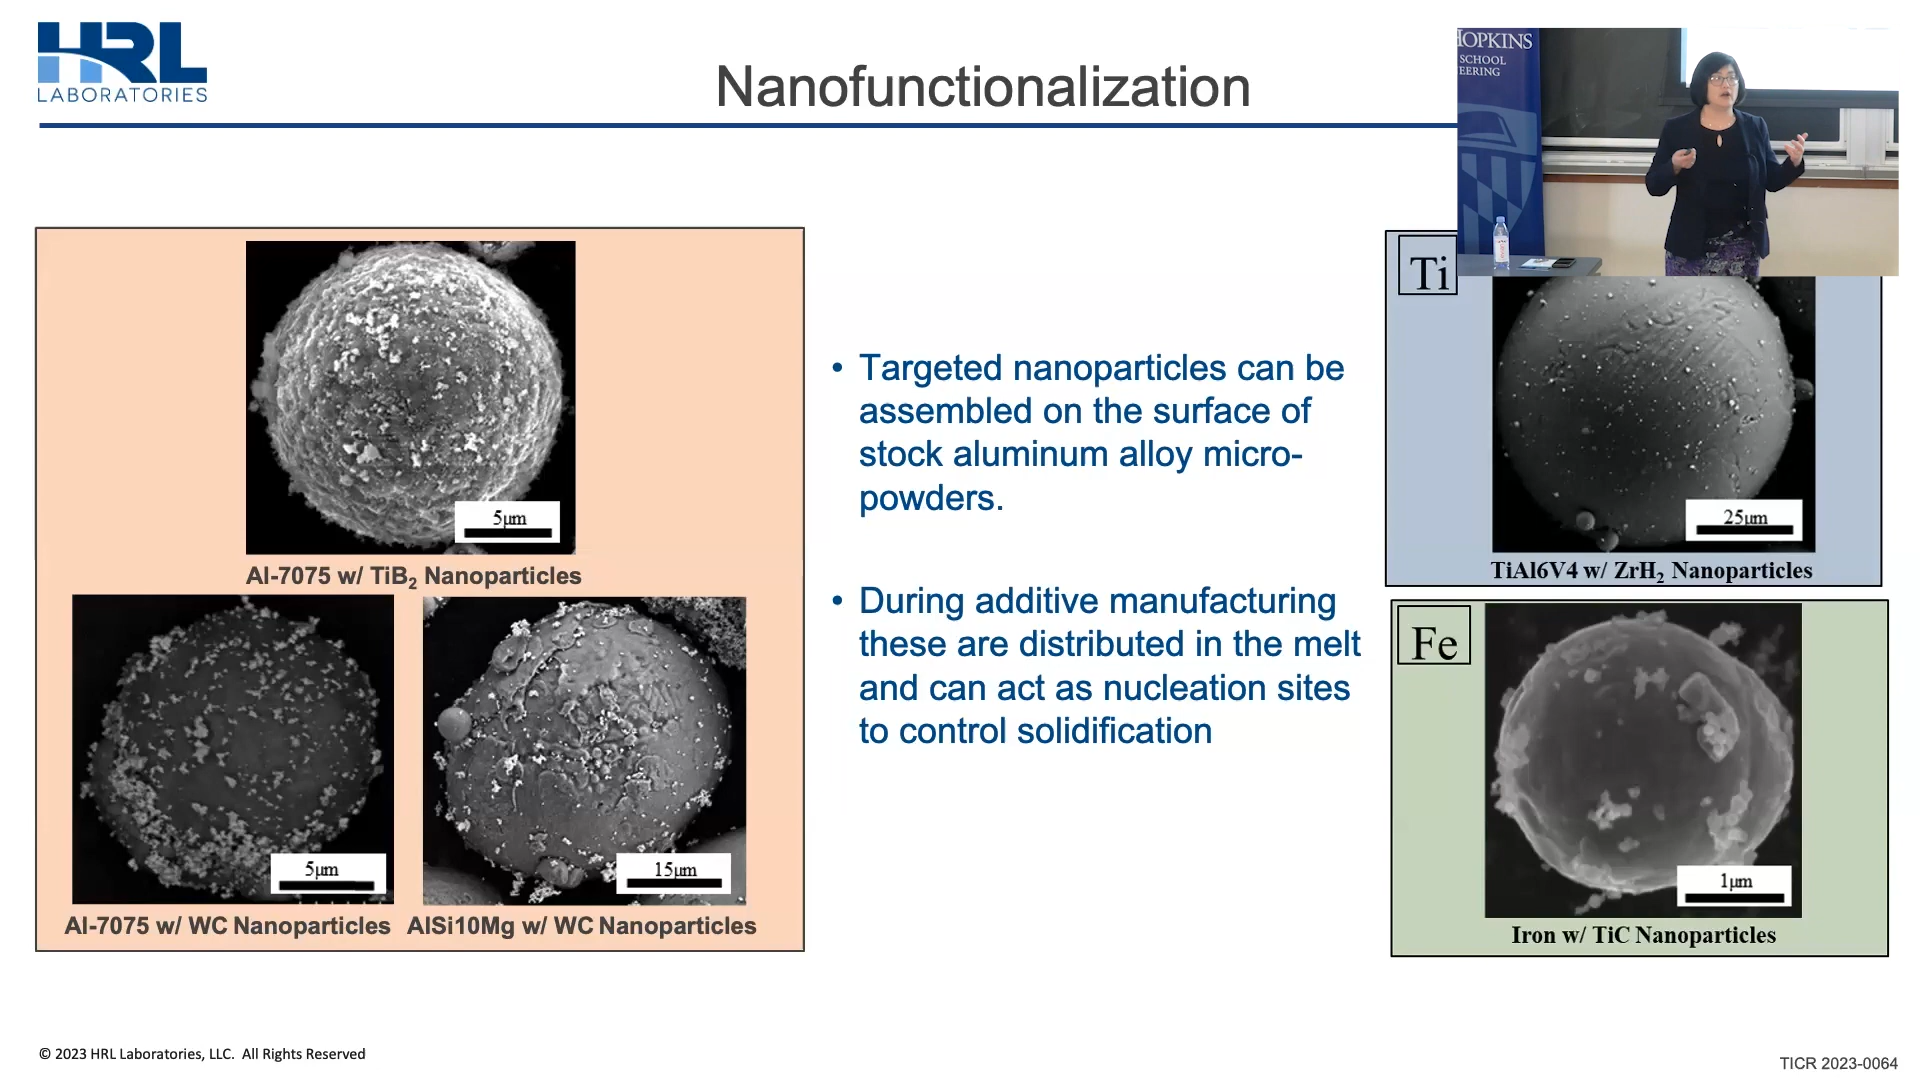 HRL
LABORATORIES
Nanofunctionalization
HOPKINS
SCHOOL
EERING
5μm
Al-7075 w/ TiB₂ Nanoparticles
5μm
Al-7075 w/ WC Nanoparticles
15μm
AlSi10Mg w/ WC Nanoparticles
• Targeted nanoparticles can be
assembled on the surface of
stock aluminum alloy micro-
powders.
• During additive manufacturing
these are distributed in the melt
and can act as nucleation sites
to control solidification
Ti
25μm
TiAl6V4 w/ ZrH₂ Nanoparticles
Fe
1μm
Iron w/ TiC Nanoparticles
© 2023 HRL Laboratories, LLC. All Rights Reserved
TICR 2023-0064